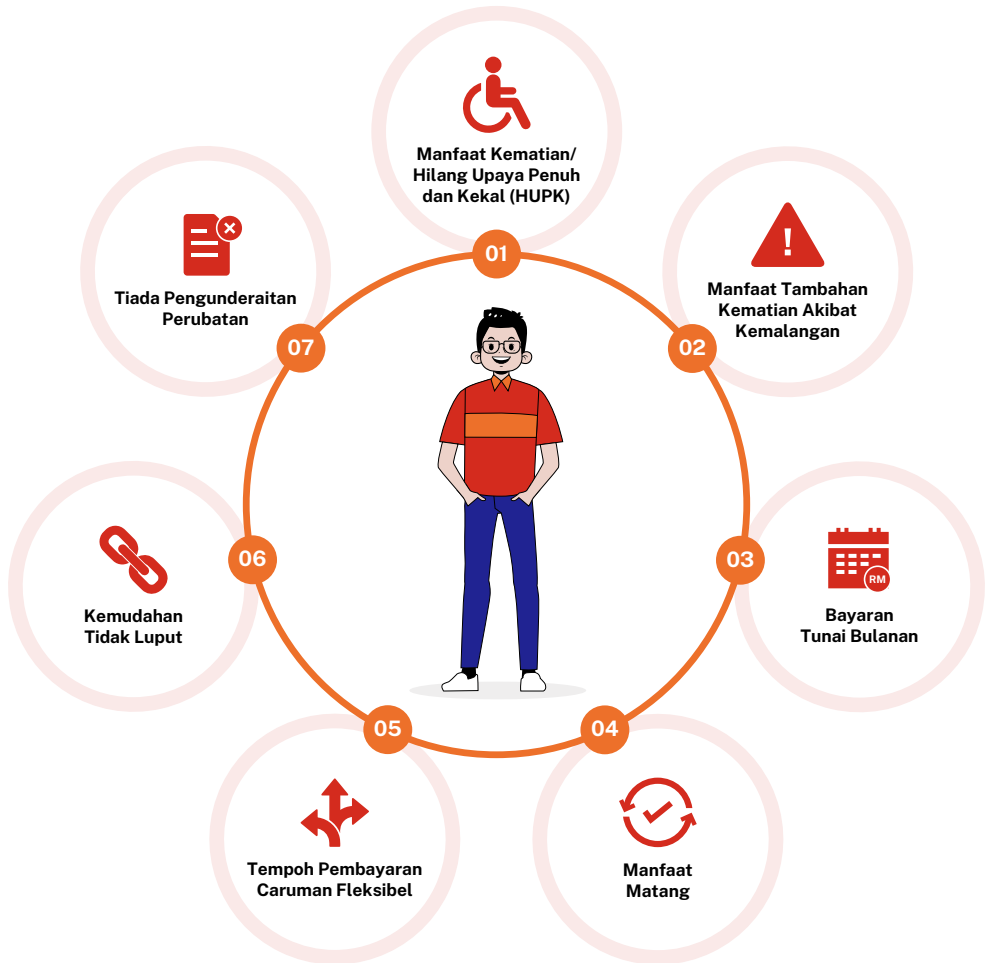 Manfaat Kematian/
Hilang Upaya Penuh
dan Kekal (HUPK)
01
Manfaat Tambahan
Kematian Akibat
Kemalangan
02
RM
Bayaran
Tunai Bulanan
03
Manfaat
Matang
04
Tempoh Pembayaran
Caruman Fleksibel
05
Kemudahan
Tidak Luput
06
Tiada Pengunderaitan
Perubatan
07